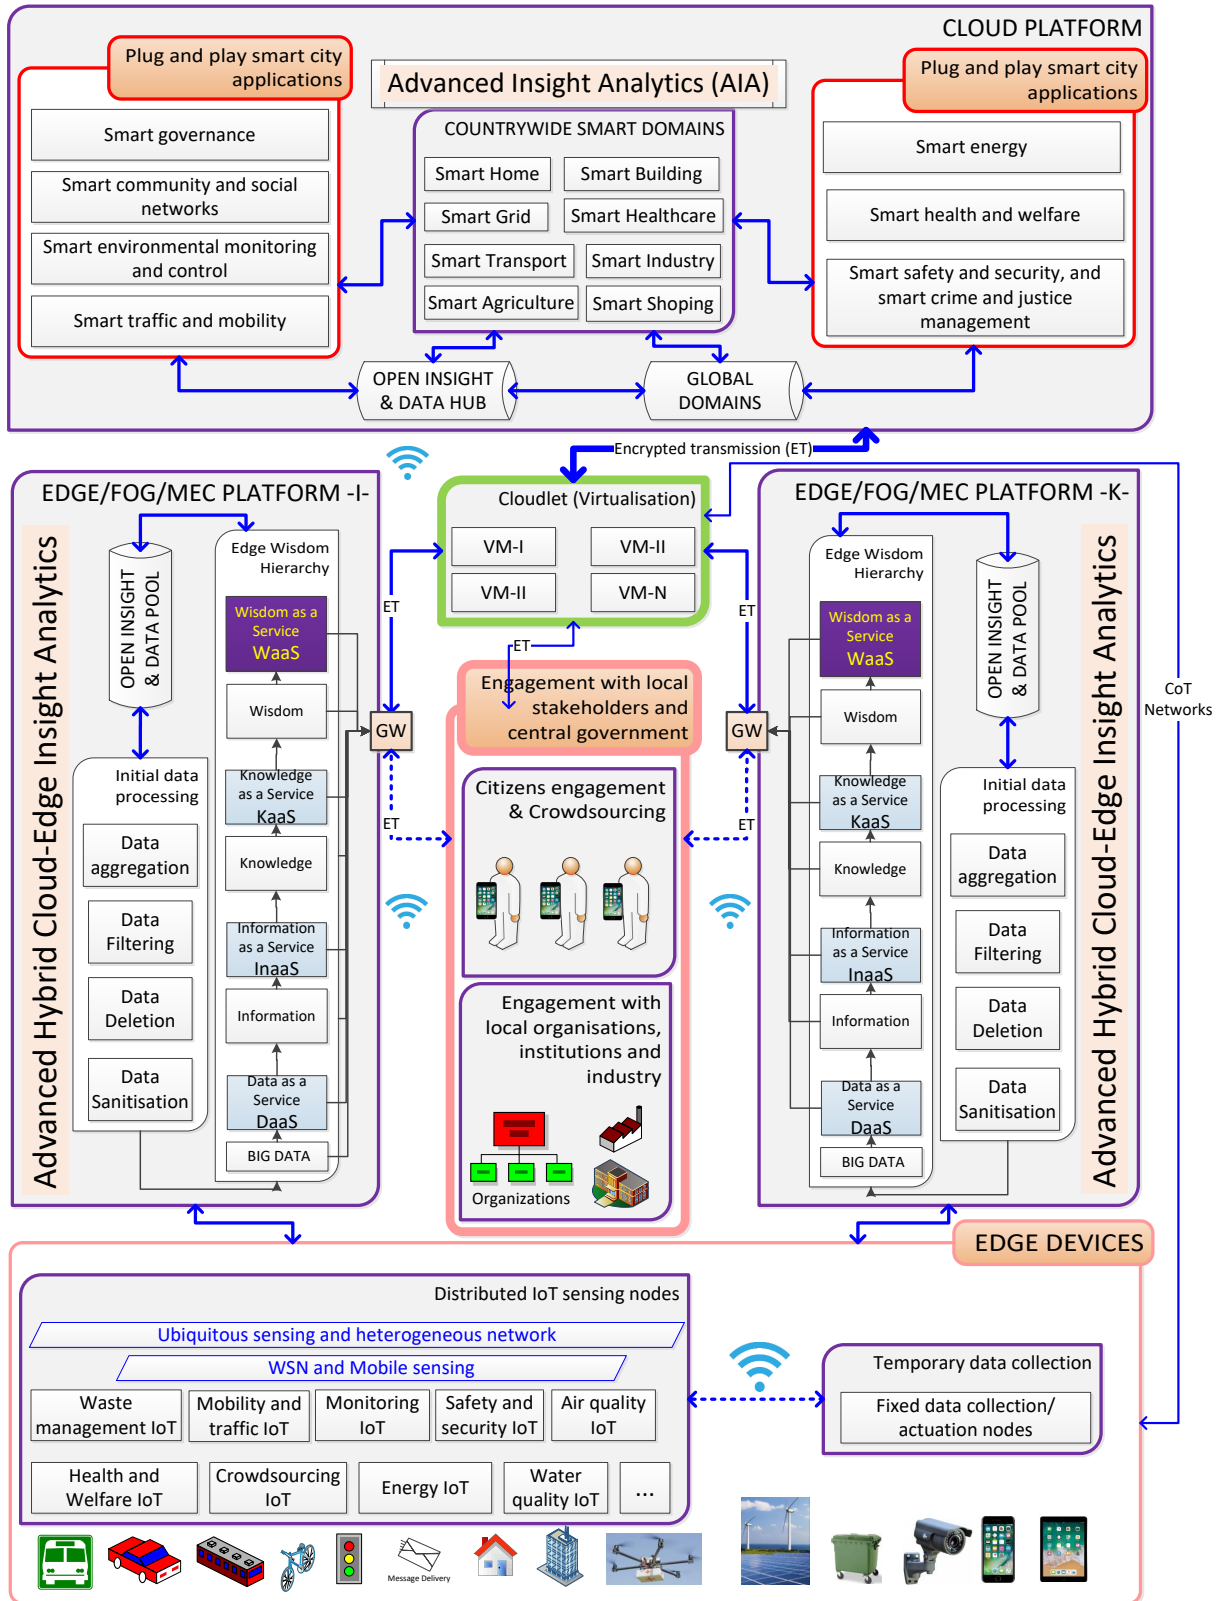 CLOUD PLATFORM
Plug and play smart city
applications
Smart governance
Smart community and social
networks
Smart environmental monitoring
and control
Smart traffic and mobility
Advanced Insight Analytics (AIA)
COUNTRYWIDE SMART DOMAINS
Smart Home
Smart Building
Smart Grid
Smart Healthcare
Smart Transport
Smart Industry
Smart Agriculture
Smart Shoping
Plug and play smart city
applications
Smart energy
Smart health and welfare
Smart safety and security, and
smart crime and justice
management
OPEN INSIGHT
& DATA HUB
GLOBAL
DOMAINS
Encrypted transmission (ET)
EDGE/FOG/MEC PLATFORM -I-
Advanced Hybrid Cloud-Edge Insight Analytics
OPEN INSIGHT
& DATA POOL
Edge Wisdom
Hierarchy
Wisdom as a
Service
WaaS
Wisdom
Knowledge
as a Service
KaaS
Knowledge
Information
as a Service
InaaS
Information
Data as a
Service
DaaS
BIG DATA
Initial data
processing
Data
aggregation
Data
Filtering
Data
Deletion
Data
Sanitisation
GW
ET
ET
Cloudlet (Virtualisation)
VM-I
VM-II
VM-II
VM-N
ET
Engagement with local
stakeholders and
central government
Citizens engagement
& Crowdsourcing
Engagement with
local organisations,
institutions and
industry
Organizations
ET
ET
GW
EDGE/FOG/MEC PLATFORM -K-
Edge Wisdom
Hierarchy
Wisdom as a
Service
WaaS
Wisdom
Knowledge
as a Service
KaaS
Knowledge
Information
as a Service
InaaS
Information
Data as a
Service
DaaS
BIG DATA
OPEN INSIGHT
& DATA POOL
Initial data
processing
Data
aggregation
Data
Filtering
Data
Deletion
Data
Sanitisation
Advanced Hybrid Cloud-Edge Insight Analytics
CoT
Networks
EDGE DEVICES
Distributed IoT sensing nodes
Ubiquitous sensing and heterogeneous network
WSN and Mobile sensing
Waste
management IoT
Mobility and
traffic IoT
Monitoring
IoT
Safety and
security IoT
Air quality
IoT
Health and
Welfare IoT
Crowdsourcing
IoT
Energy IoT
Water
quality IoT
...
Temporary data collection
Fixed data collection/
actuation nodes
Message Delivery